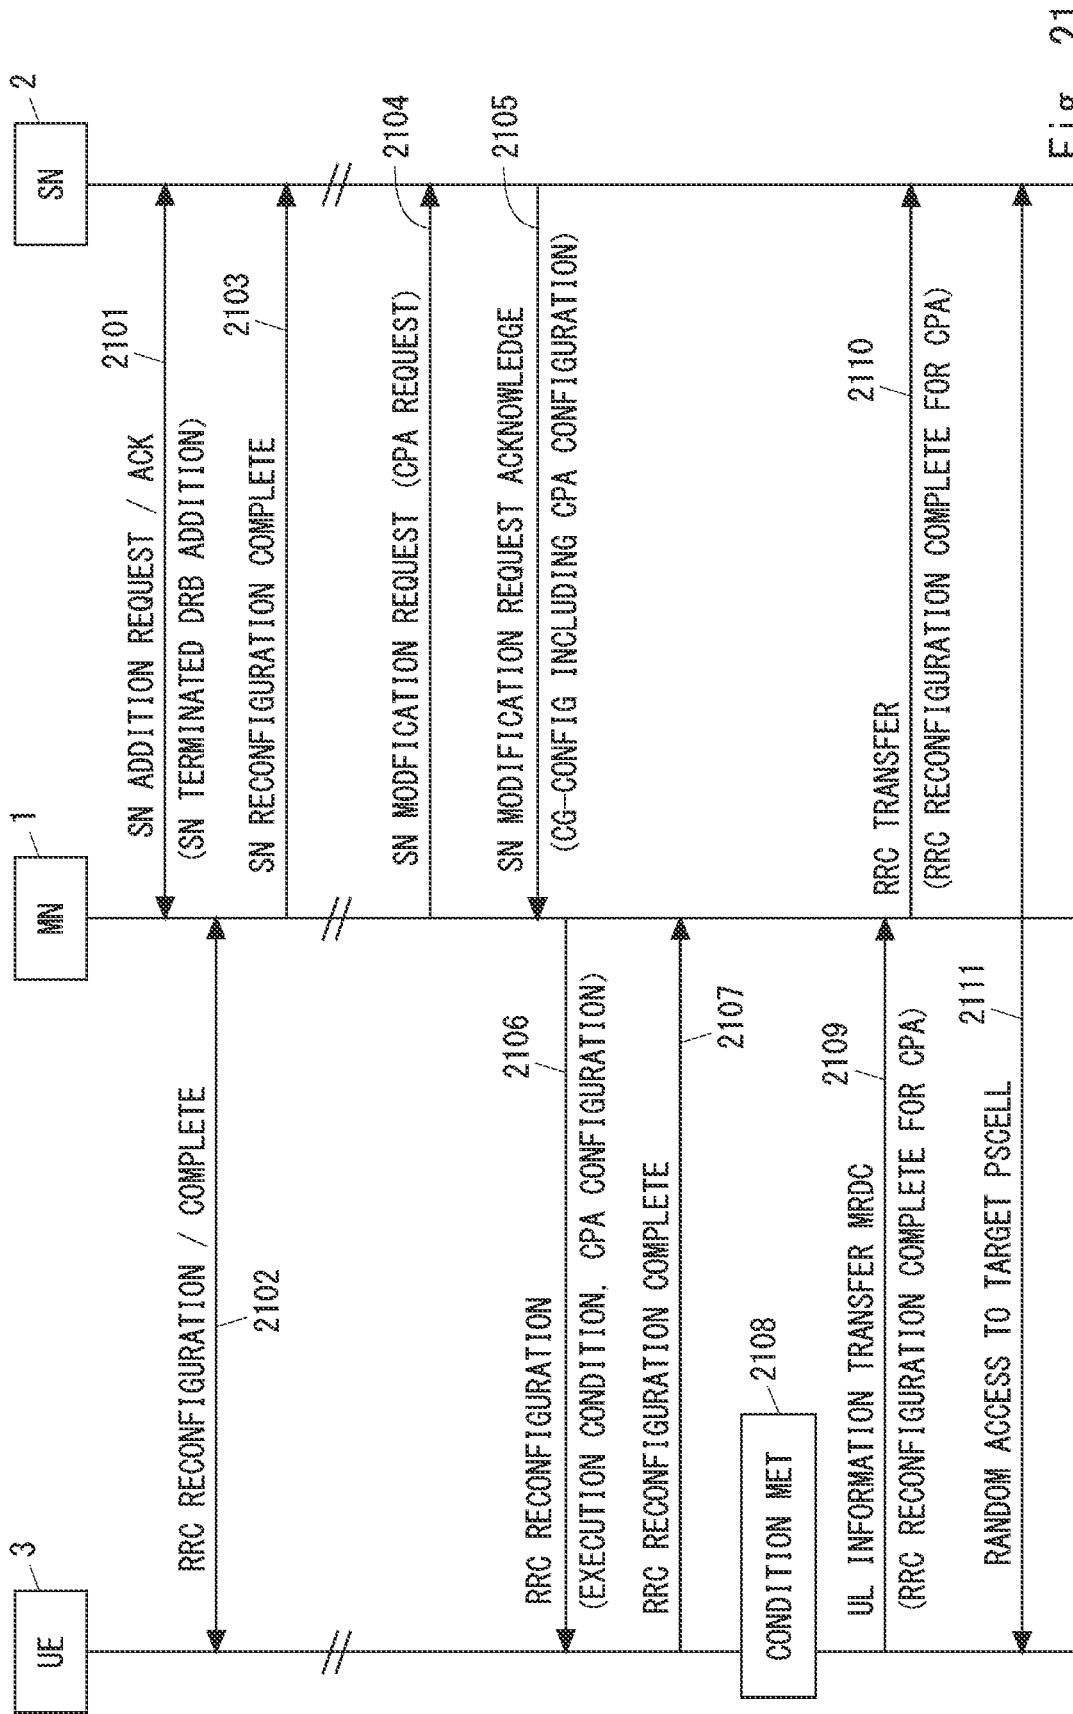 UE
3
MN
1
SN
2
SN ADDITION REQUEST / ACK
2101
(SN TERMINATED DRB ADDITION)
RRC RECONFIGURATION / COMPLETE
2102
SN RECONFIGURATION COMPLETE
2103
SN MODFICATION REQUEST (CPA REQUEST)
2104
SN MODIFICATION REQUEST ACKNOWLEDGE
2105
(CG-CONFIG INCLUDING CPA CONFIGURATION)
RRC RECONFIGURATION
2106
(EXECUTION CONDITION, CPA CONFIGURATION)
RRC RECONFIGURATION COMPLETE
2107
CONDITION MET
2108
UL INFORMATION TRANSFER MRDC
2109
(RRC RECONFIGURATION COMPLETE FOR CPA)
RRC TRANSFER
2110
(RRC RECONFIGURATION COMPLETE FOR CPA)
RANDOM ACCESS TO TARGET PSCELL
2111
Fig. 21